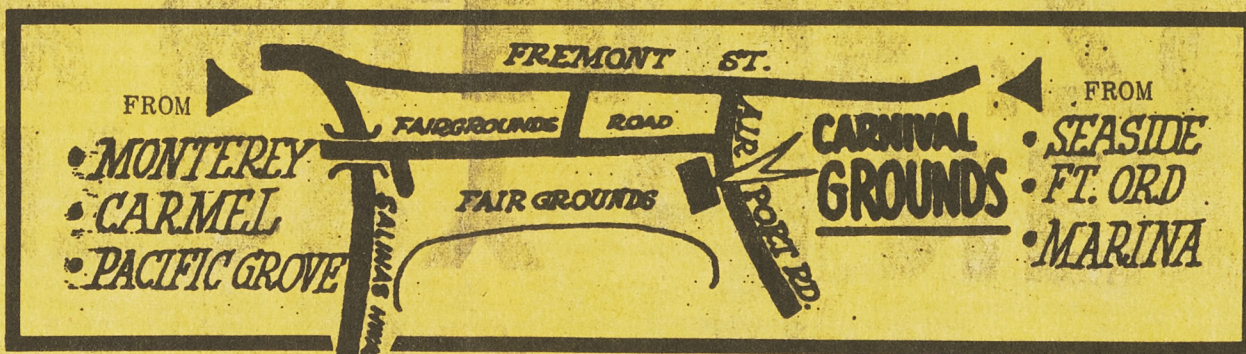 FREMONT ST.
FROM
• MONTEREY
• CARMEL
• PACIFIC GROVE
FAIRGROUNDS ROAD
FAIR GROUNDS
SALINAS HWY
AIR PORT RD.
CARNIVAL
GROUNDS
FROM
• SEASIDE
• FT. ORD
• MARINA